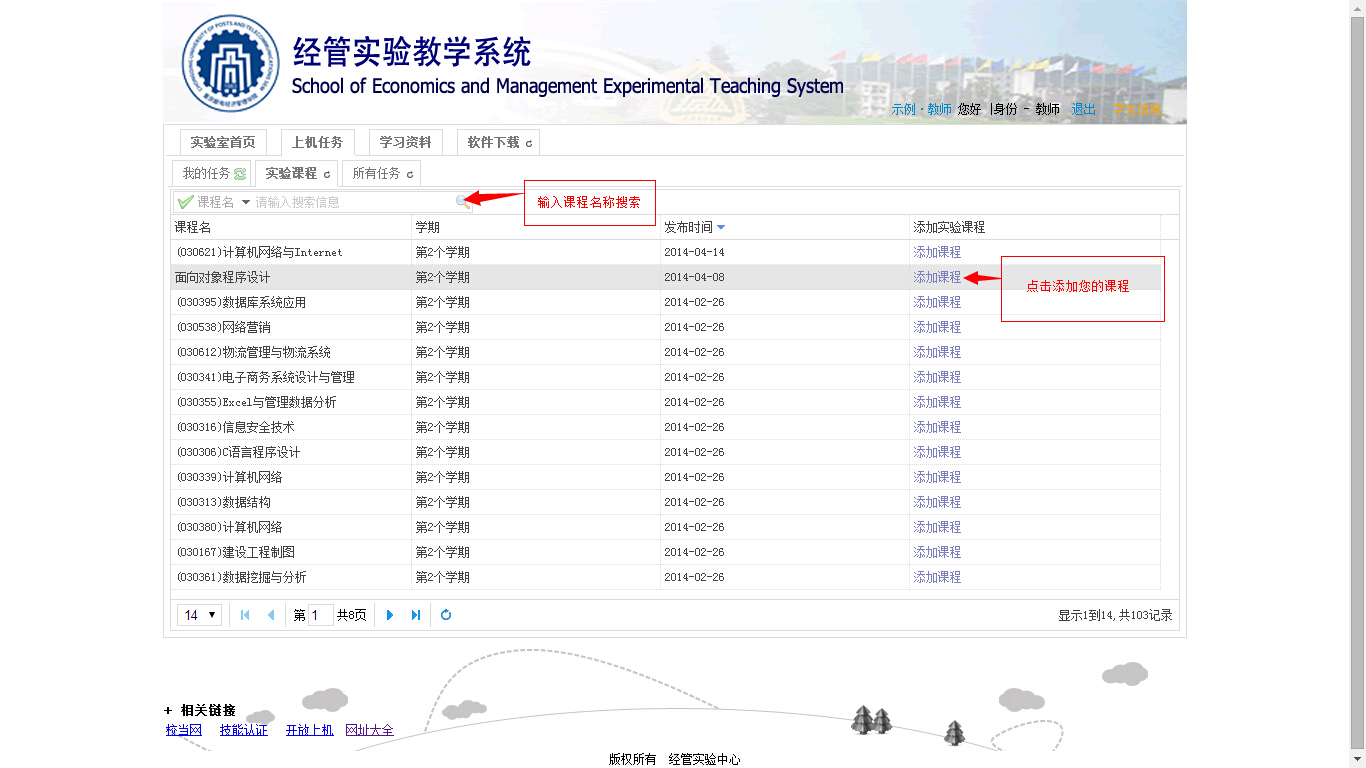 经管实验教学系统
School of Economics and Management Experimental Teaching System
示例·教师 您好 |身份 - 教师 退出
实验室首页 上机任务 学习资料 软件下载
我的任务 实验课程 所有任务
课程名 请输入搜索信息
输入课程名称搜索
课程名 学期 发布时间 添加实验课程
(030621)计算机网络与Internet 第2个学期 2014-04-14 添加课程
面向对象程序设计 第2个学期 2014-04-08 添加课程
点击添加您的课程
(030395)数据库系统应用 第2个学期 2014-02-26 添加课程
(030538)网络营销 第2个学期 2014-02-26 添加课程
(030612)物流管理与物流系统 第2个学期 2014-02-26 添加课程
(030341)电子商务系统设计与管理 第2个学期 2014-02-26 添加课程
(030355)Excel与管理数据分析 第2个学期 2014-02-26 添加课程
(030316)信息安全技术 第2个学期 2014-02-26 添加课程
(030306)C语言程序设计 第2个学期 2014-02-26 添加课程
(030339)计算机网络 第2个学期 2014-02-26 添加课程
(030313)数据结构 第2个学期 2014-02-26 添加课程
(030380)计算机网络 第2个学期 2014-02-26 添加课程
(030167)建设工程制图 第2个学期 2014-02-26 添加课程
(030361)数据挖掘与分析 第2个学期 2014-02-26 添加课程
14 第 1 共8页 显示1到14,共103记录
+ 相关链接
校当网 技能认证 开放上机 网址大全
版权所有 经管实验中心